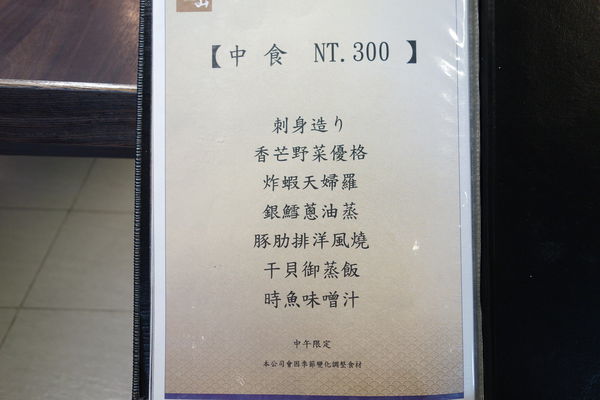 山
【中食 NT.300】
刺身造り
香芒野菜優格
炸蝦天婦羅
銀鱈蔥油蒸
豚肋排洋風燒
干貝御蒸飯
時魚味噌汁
中午限定
本公司會因季節變化調整食材